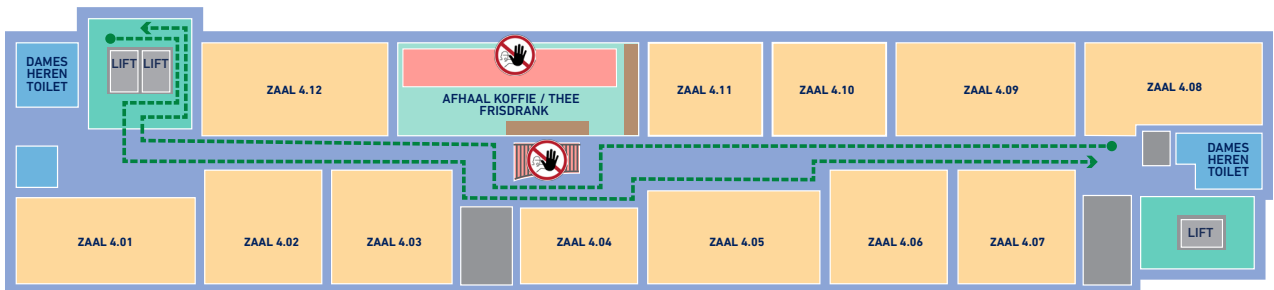 DAMES
HEREN
TOILET
LIFT
LIFT
ZAAL 4.12
AFHAAL KOFFIE / THEE
FRISDRANK
ZAAL 4.11
ZAAL 4.10
ZAAL 4.09
ZAAL 4.08
DAMES
HEREN
TOILET
ZAAL 4.01
ZAAL 4.02
ZAAL 4.03
ZAAL 4.04
ZAAL 4.05
ZAAL 4.06
ZAAL 4.07
LIFT